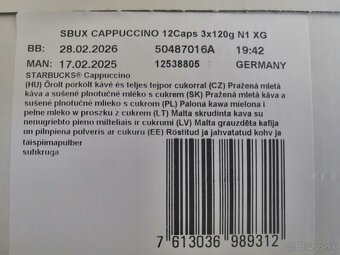 SBUX CAPPUCCINO 12Caps 3x120g N1 XG
BB: 28.02.2026 50487016A 19:42
MAN: 17.02.2025 12538805 GERMANY
STARBUCKS® Cappuccino
(HU) Őrölt pörkölt kávé és teljes tejpor cukorral (CZ) Pražená mletá
káva a sušené plnotučné mléko s cukrem (SK) Pražená mletá káva a
sušené plnotučné mlieko s cukrom (PL) Palona kawa mielona i
pełne mleko w proszku z cukrem (LT) Malta skrudinta kava su
nenugriebto pieno milteliais ir cukrumi (LV) Malta grauzdēta kafija
un pilnpiena pulveris ar cukuru (EE) Röstitud ja jahvatatud kohv ja
täispiimapulber
suhkruga
7 613036 989312